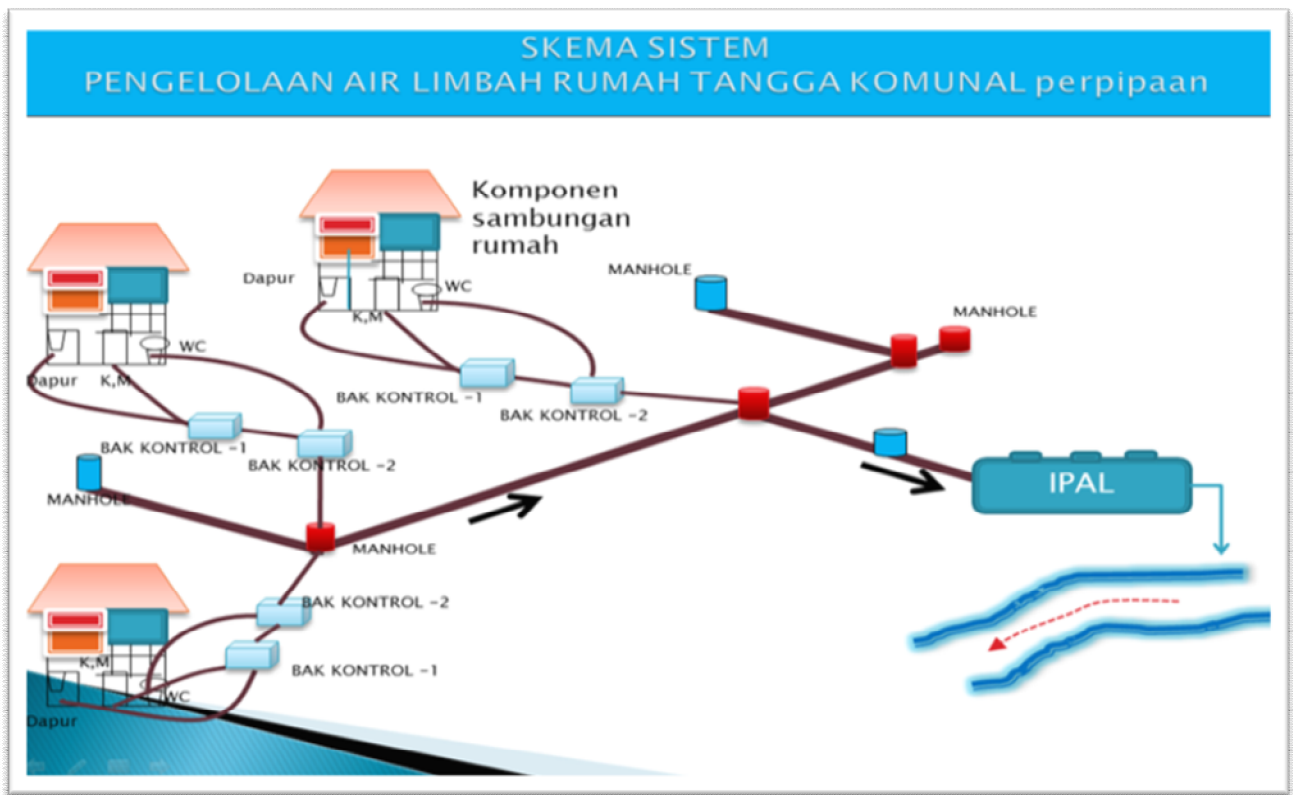 SKEMA SISTEM
PENGELOLAAN AIR LIMBAH RUMAH TANGGA KOMUNAL perpipaan
Komponen
sambungan
rumah
Dapur
WC
K,M
MANHOLE
MANHOLE
BAK KONTROL -1
BAK KONTROL -2
WC
Dapur
K,M
BAK KONTROL -1
BAK KONTROL -2
MANHOLE
IPAL
MANHOLE
BAK KONTROL -2
BAK KONTROL -1
K,M
WC
Dapur